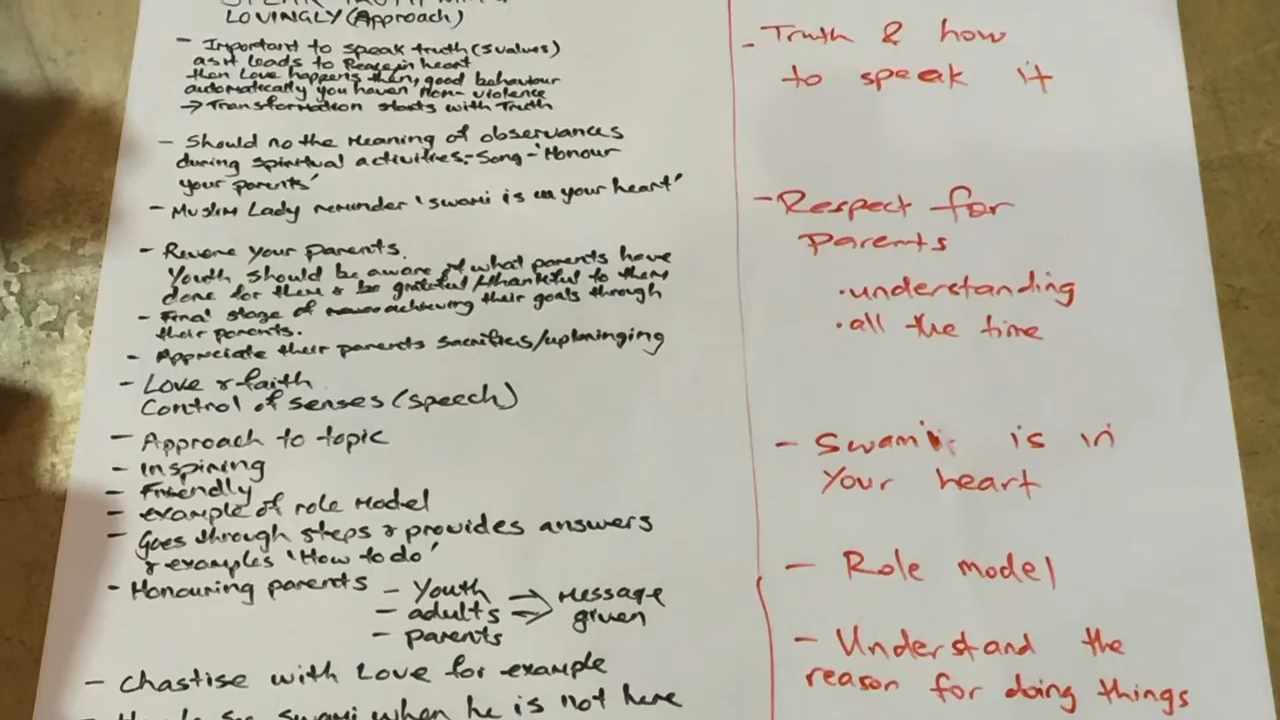 LOVINGLY (Approach)
- Important to speak truth (5 values)
as it leads to Peace in heart
then Love happens then, good behaviour
automatically you haven non-violence
→ Transformation starts with Truth
- Should no the Meaning of observances
during spiritual activities - Song - 'Honour
your parents'
- Muslim Lady reminder 'swami is in your heart'
- Revere your parents.
Youth should be aware of what parents have
done for them & be grateful/thankful to them
- Final stage of achieving their goals through
their parents.
- Appreciate their parents sacrifies/upbringing
- Love & faith
Control of senses (speech)
- Approach to topic
- Inspiring
- Friendly
- example of role Model
- Goes through steps & provides answers
& examples 'How to do'
- Honouring parents - Youth → Message
- adults → given
- parents
- chastise with Love for example
swami when he is not here
- Truth & how
to speak it
- Respect for
parents
• understanding
• all the time
- Swami is in
Your heart
- Role model
- Understand the
reason for doing things